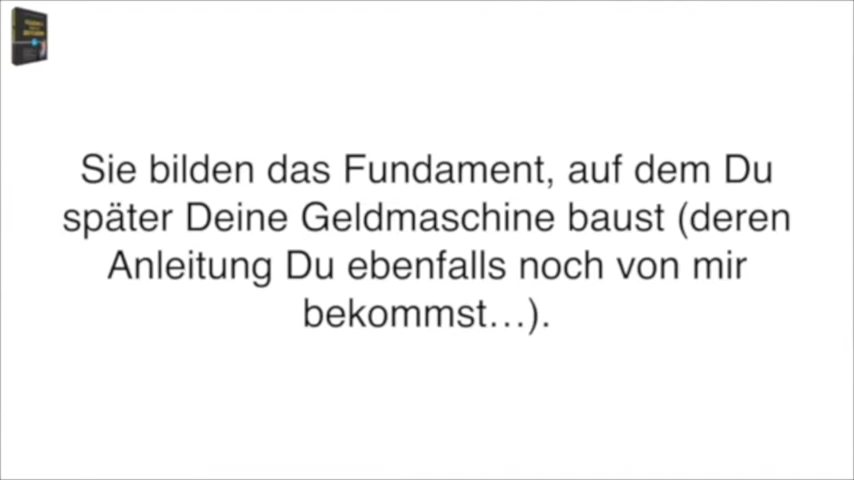 Sie bilden das Fundament, auf dem Du
später Deine Geldmaschine baust (deren
Anleitung Du ebenfalls noch von mir
bekommst…).